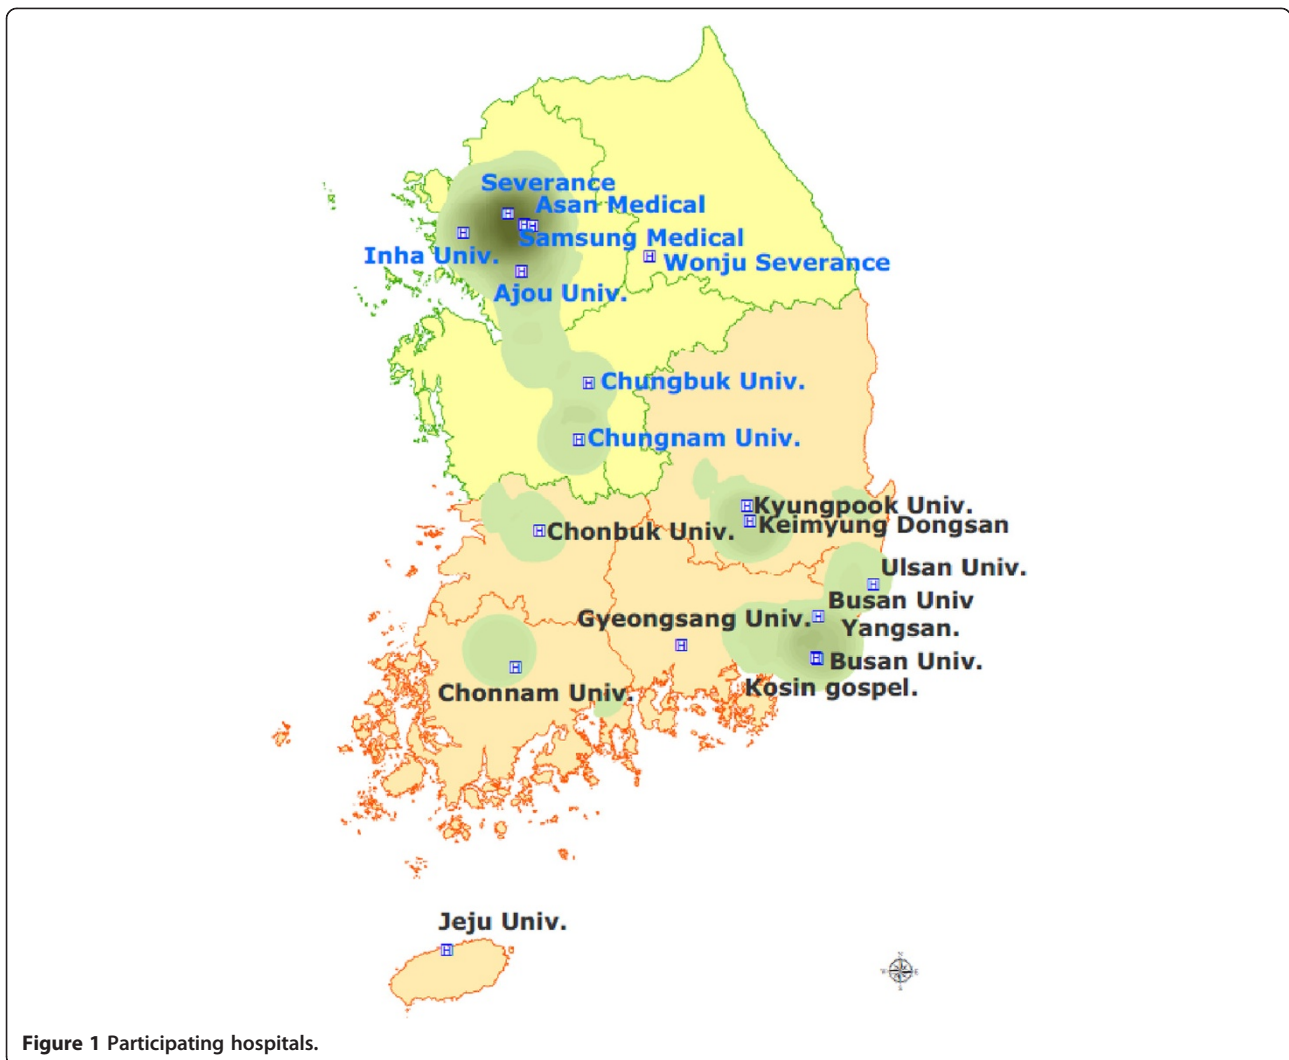 Severance
Asan Medical
Samsung Medical
Inha Univ.
Wonju Severance
Ajou Univ.
Chungbuk Univ.
Chungnam Univ.
Kyungpook Univ.
Keimyung Dongsan
Chonbuk Univ.
Ulsan Univ.
Busan Univ
Yangsan.
Gyeongsang Univ.
Busan Univ.
Kosin gospel.
Chonnam Univ.
Jeju Univ.
N
W E
S
Figure 1 Participating hospitals.